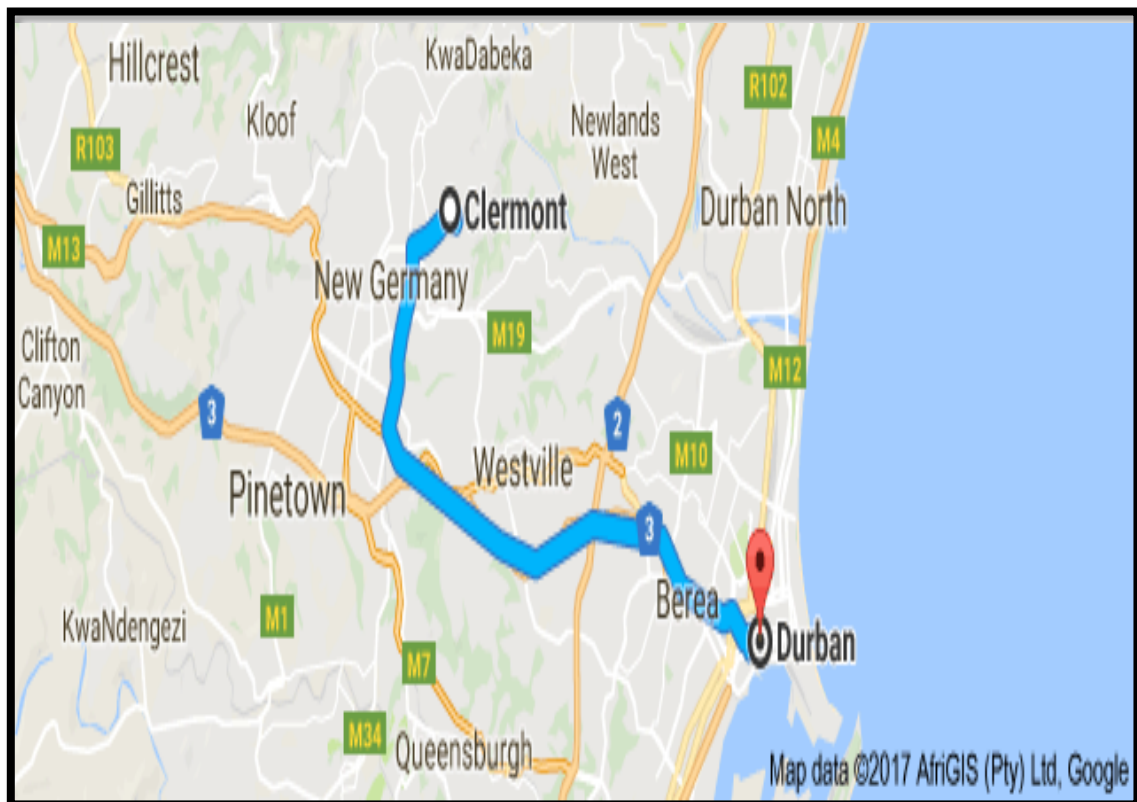 KwaDabeka
Hillcrest
R102
Kloof
Newlands
West
M4
R103
Gillitts
Clermont
Durban North
M13
New Germany
M19
Clifton
Canyon
M12
3
2
M10
Westville
Pinetown
3
Berea
M1
KwaNdengezi
Durban
M7
M34
Queensburgh
Map data ©2017 AfriGIS (Pty) Ltd, Google